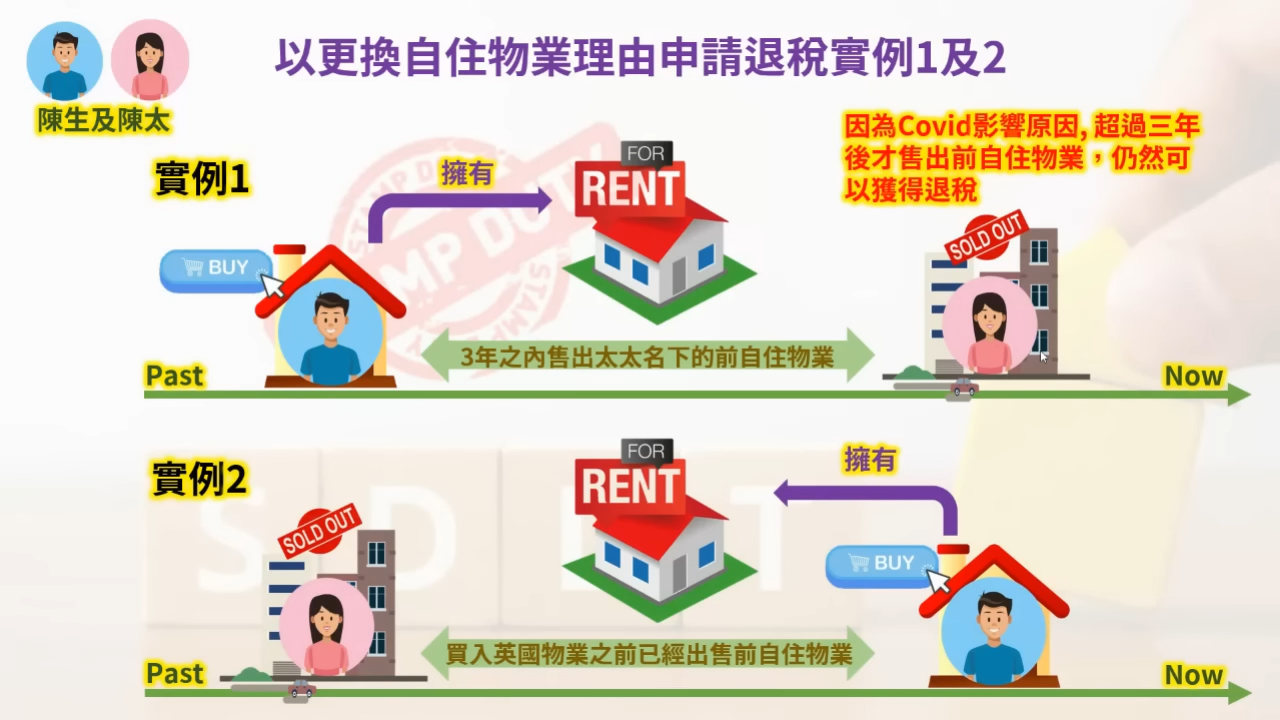 以更換自住物業理由申請退稅實例1及2
陳生及陳太
因為Covid影響原因, 超過三年
後才售出前自住物業，仍然可
以獲得退稅
實例1
擁有
FOR
RENT
SOLD OUT
BUY
STAMP DUTY
3年之內售出太太名下的前自住物業
Past
Now
實例2
擁有
FOR
RENT
SOLD OUT
BUY
SDLT
買入英國物業之前已經出售前自住物業
Past
Now